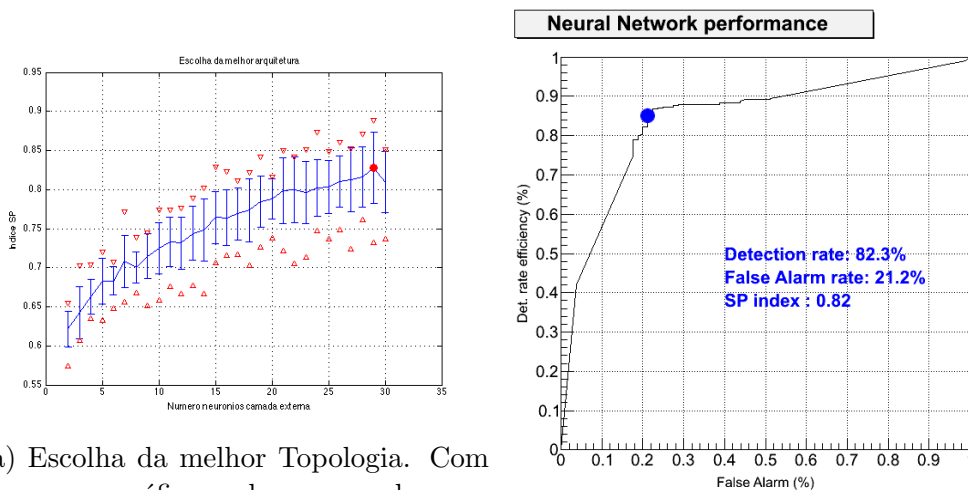 Escolha da melhor arquitetura
0.95
0.9
0.85
0.8
0.75
0.7
0.65
0.6
0.55
Indice SP
0 5 10 15 20 25 30 35
Numero neuronios camada externa
a) Escolha da melhor Topologia. Com
Neural Network performance
1
0.9
0.8
0.7
0.6
0.5
0.4
0.3
0.2
0.1
0
Det. rate efficiency (%)
Detection rate: 82.3%
False Alarm rate: 21.2%
SP index : 0.82
0 0.1 0.2 0.3 0.4 0.5 0.6 0.7 0.8 0.9
False Alarm (%)